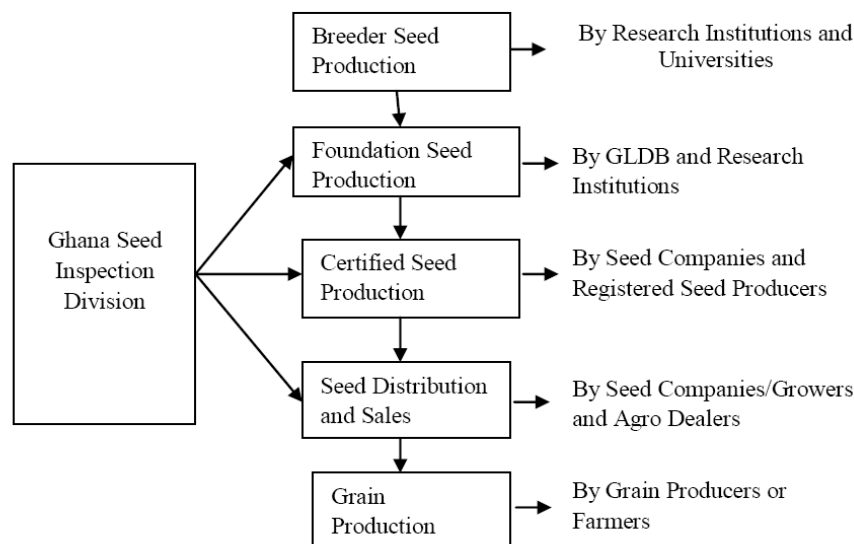 Breeder Seed
Production
By Research Institutions and
Universities
Foundation Seed
Production
By GLDB and Research
Institutions
Ghana Seed
Inspection
Division
Certified Seed
Production
By Seed Companies and
Registered Seed Producers
Seed Distribution
and Sales
By Seed Companies/Growers
and Agro Dealers
Grain
Production
By Grain Producers or
Farmers